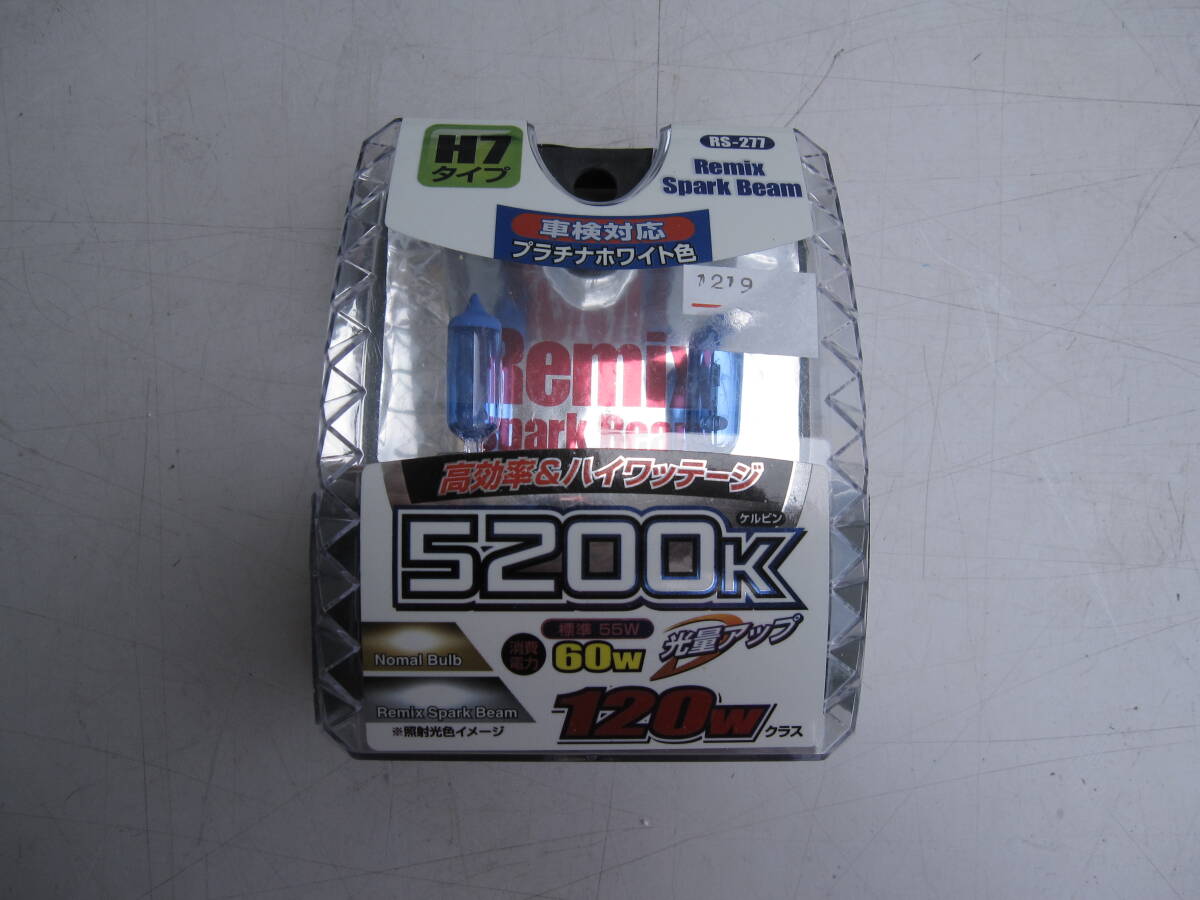 H7
タイプ
RS-277
Remix
Spark Beam
車検対応
プラチナホワイト色
1219
Remix
Spark Beam
高効率&ハイワッテージ
ケルビン
5200K
標準 55W
消費
電力
60W
光量アップ
Nomal Bulb
Remix Spark Beam
※照射光色イメージ
120W
クラス